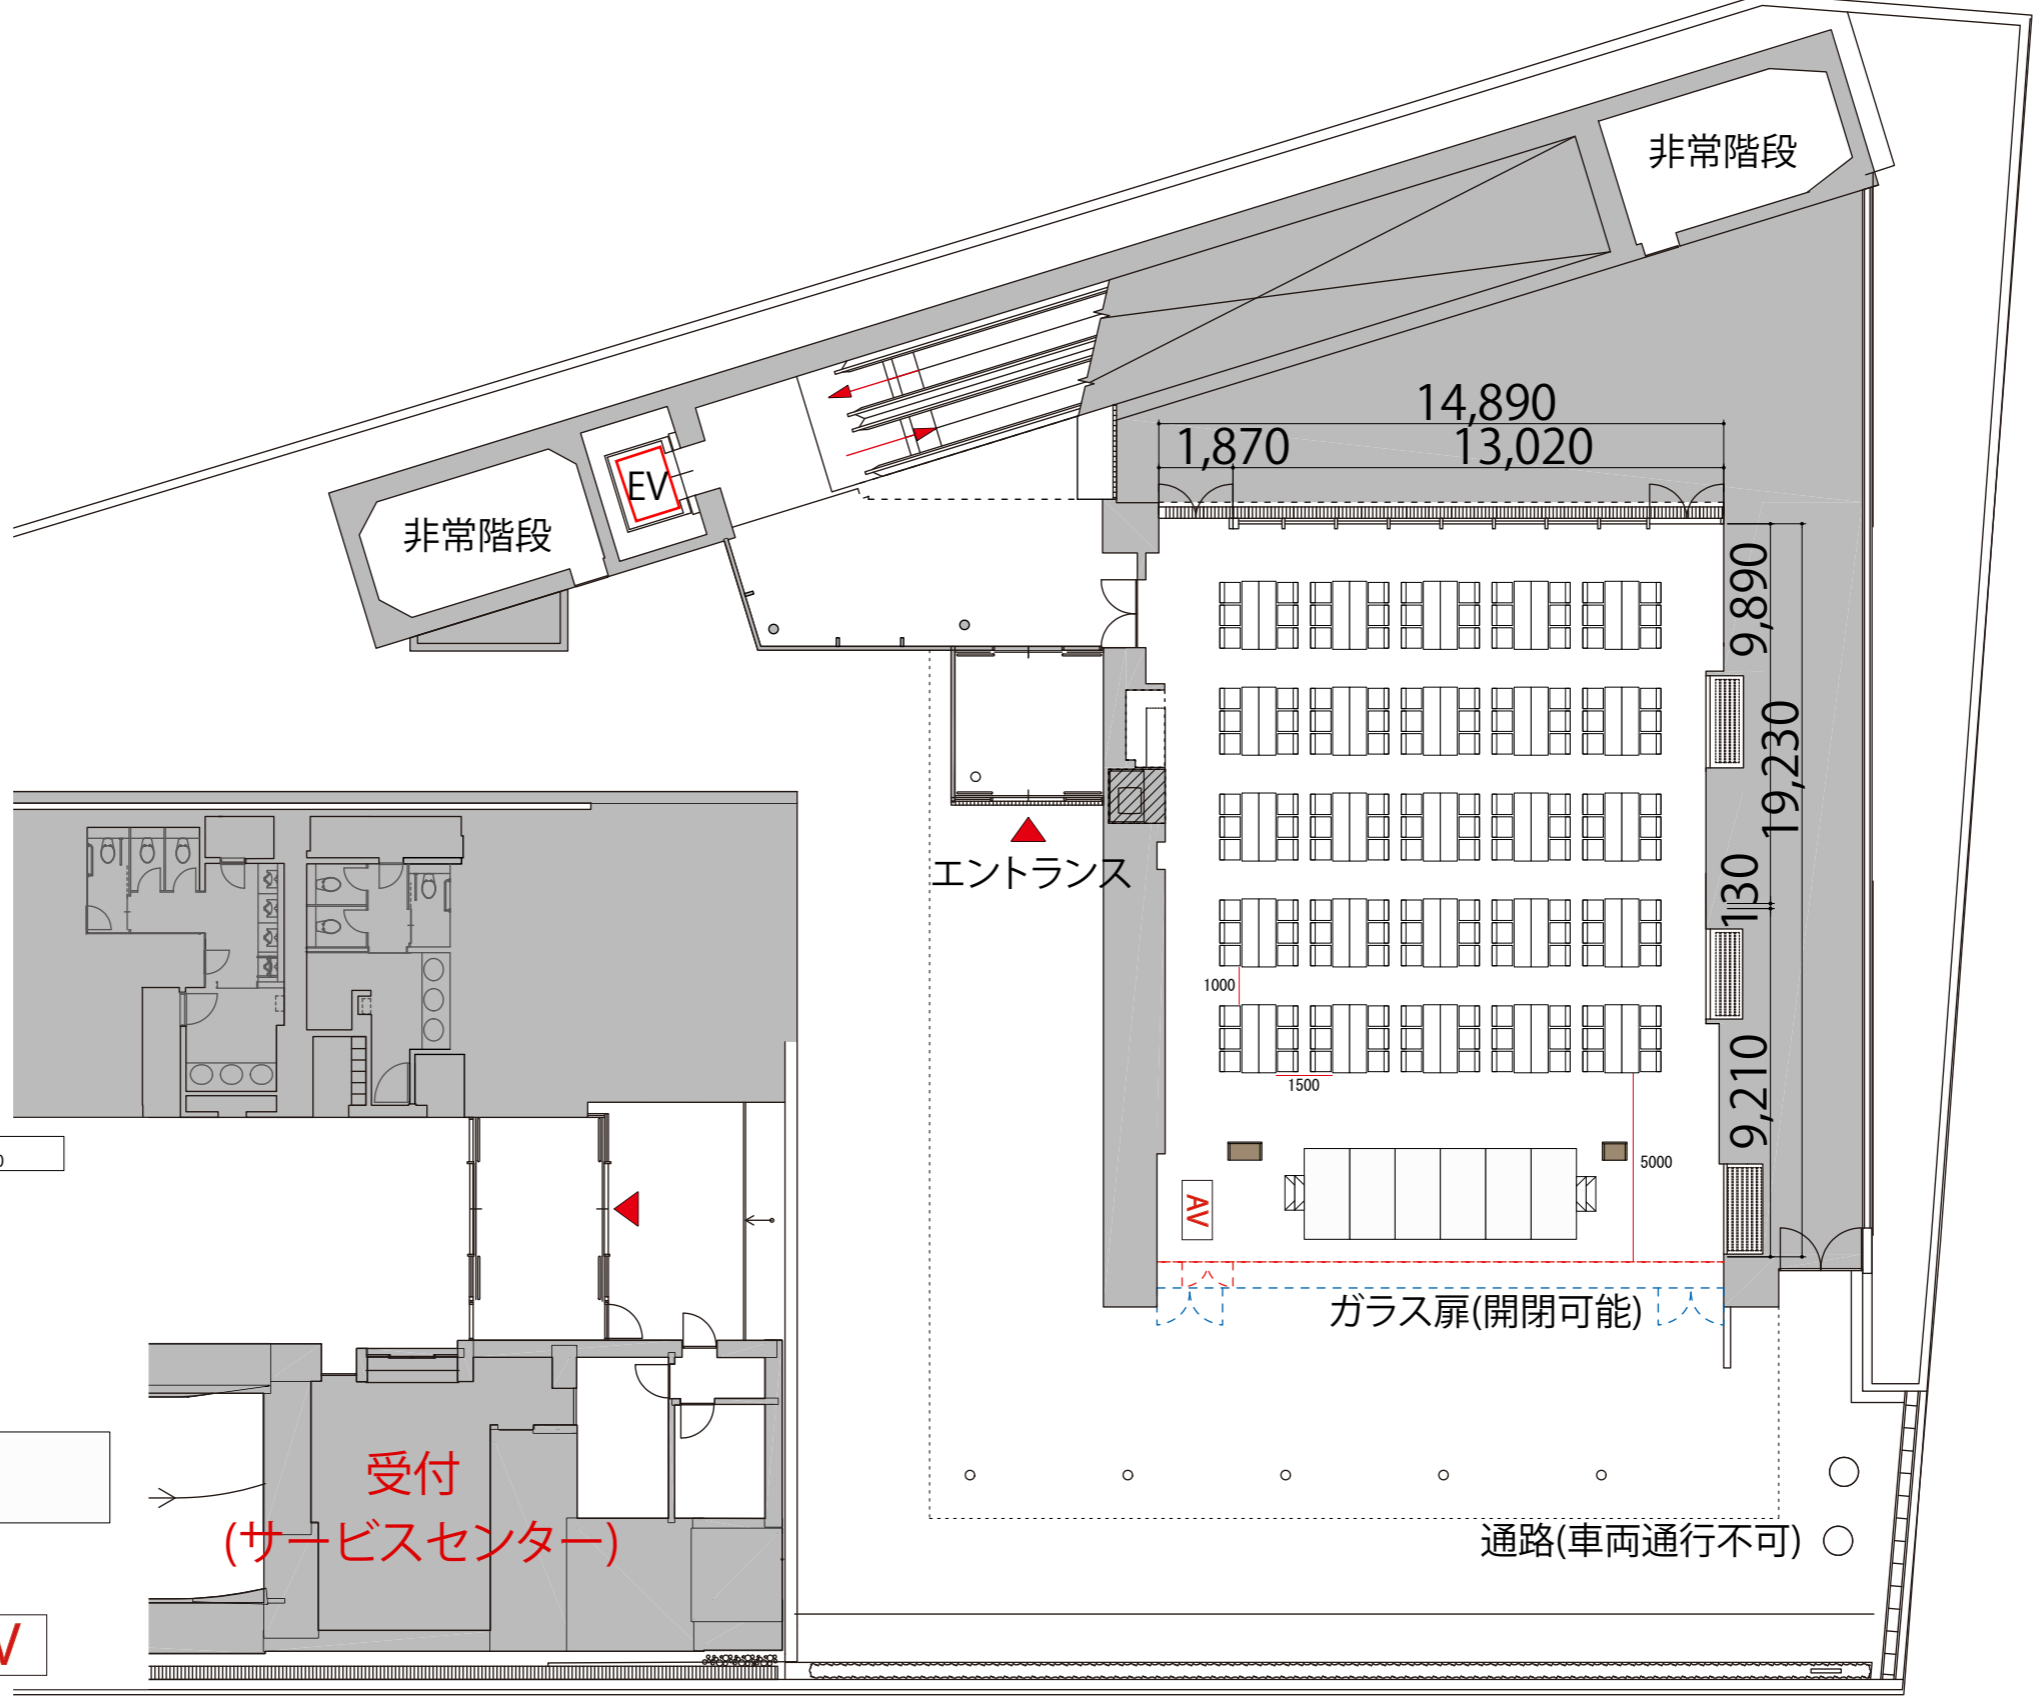 非常階段
14,890
1,870
13,020
EV
非常階段
9,890
19,230
エントランス
130
1000
9,210
1500
5000
AV
ガラス扉(開閉可能)
受付
(サービスセンター)
通路(車両通行不可)